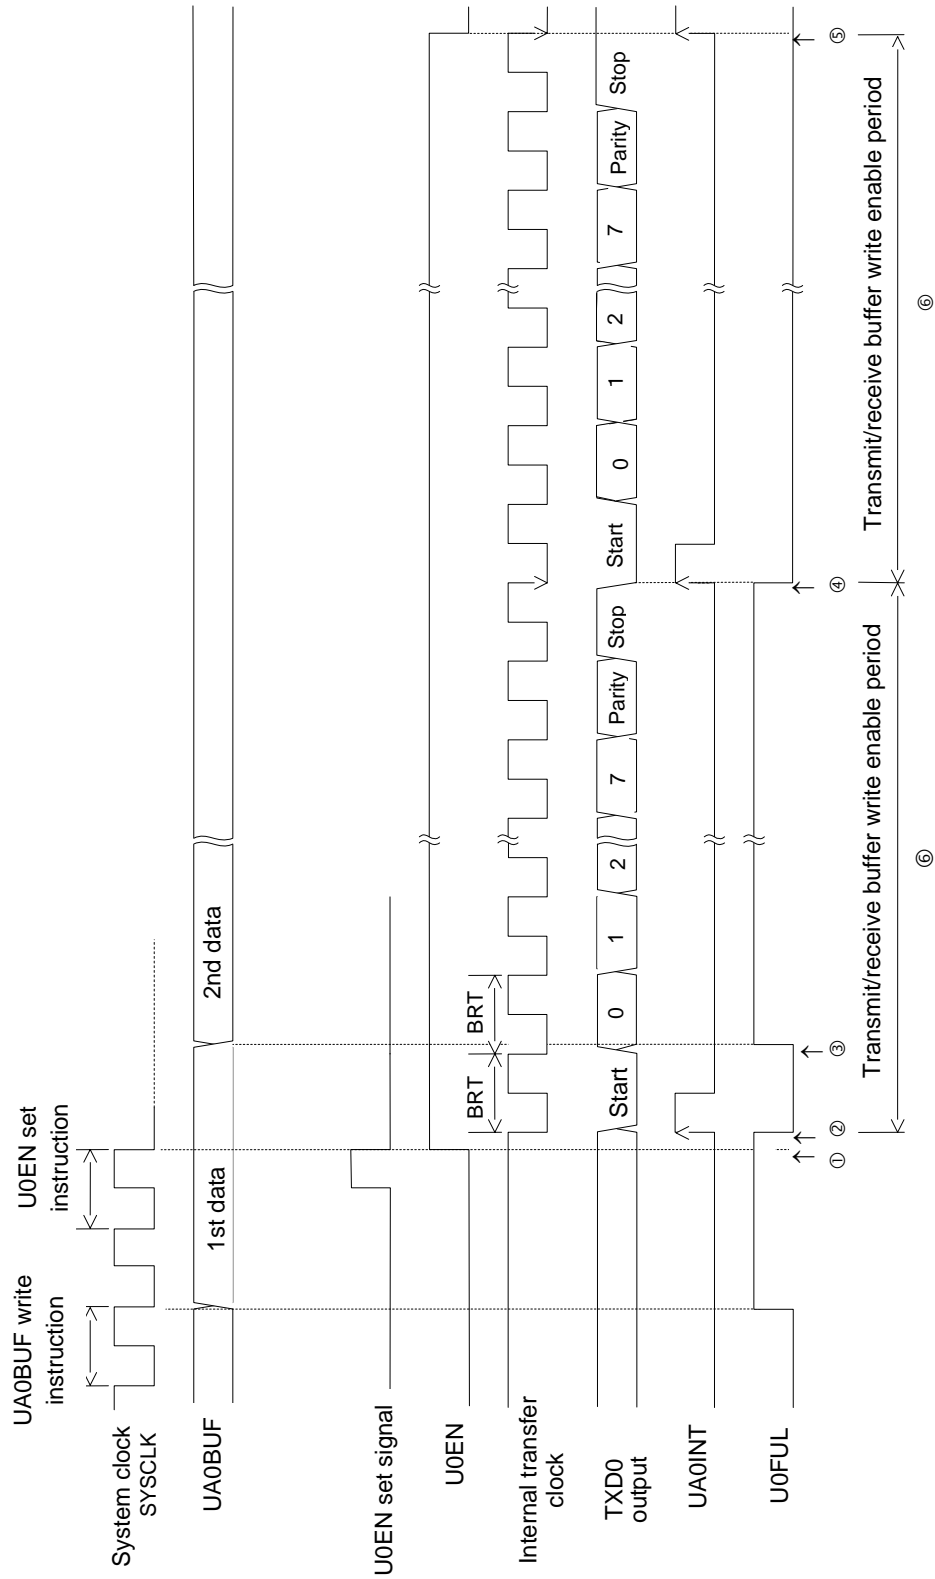 UA0BUF write
instruction
U0EN set
instruction
System clock
SYSCLK
UA0BUF
1st data
2nd data
U0EN set signal
U0EN
BRT
BRT
Internal transfer
clock
TXD0
output
Start
0
1
2
7
Parity
Stop
Start
0
1
2
7
Parity
Stop
UA0INT
U0FUL
①
②
③
④
⑤
Transmit/receive buffer write enable period
Transmit/receive buffer write enable period
⑥
⑥